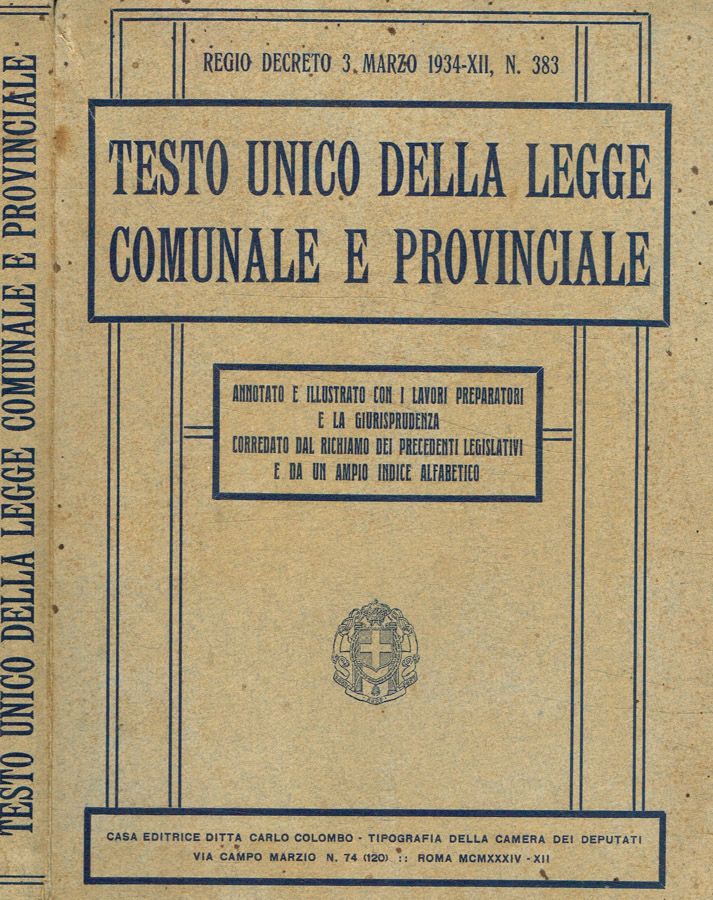 TESTO UNICO DELLA LEGGE COMUNALE E PROVINCIALE
REGIO DECRETO 3 MARZO 1934-XII, N. 383
TESTO UNICO DELLA LEGGE
COMUNALE E PROVINCIALE
ANNOTATO E ILLUSTRATO CON I LAVORI PREPARATORI
E LA GIURISPRUDENZA
CORREDATO DAL RICHIAMO DEI PRECEDENTI LEGISLATIVI
E DA UN AMPIO INDICE ALFABETICO
CASA EDITRICE DITTA CARLO COLOMBO - TIPOGRAFIA DELLA CAMERA DEI DEPUTATI
VIA CAMPO MARZIO N. 74 (120) :: ROMA MCMXXXIV - XII